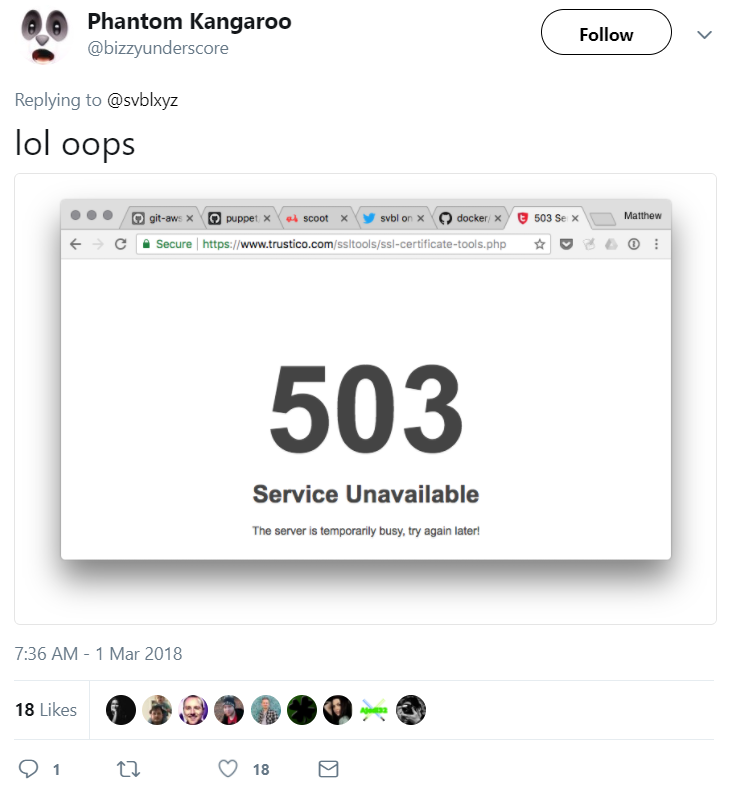 Phantom Kangaroo
@bizzyunderscore
Follow
Replying to @svblxyz
lol oops
git-aws puppet, scoot svbl on docker/ 503 Se Matthew
Secure https://www.trustico.com/ssltools/ssl-certificate-tools.php
503
Service Unavailable
The server is temporarily busy, try again later!
7:36 AM - 1 Mar 2018
18 Likes
1 18